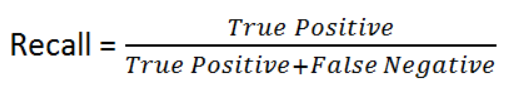 Recall = True Positive
True Positive+False Negative